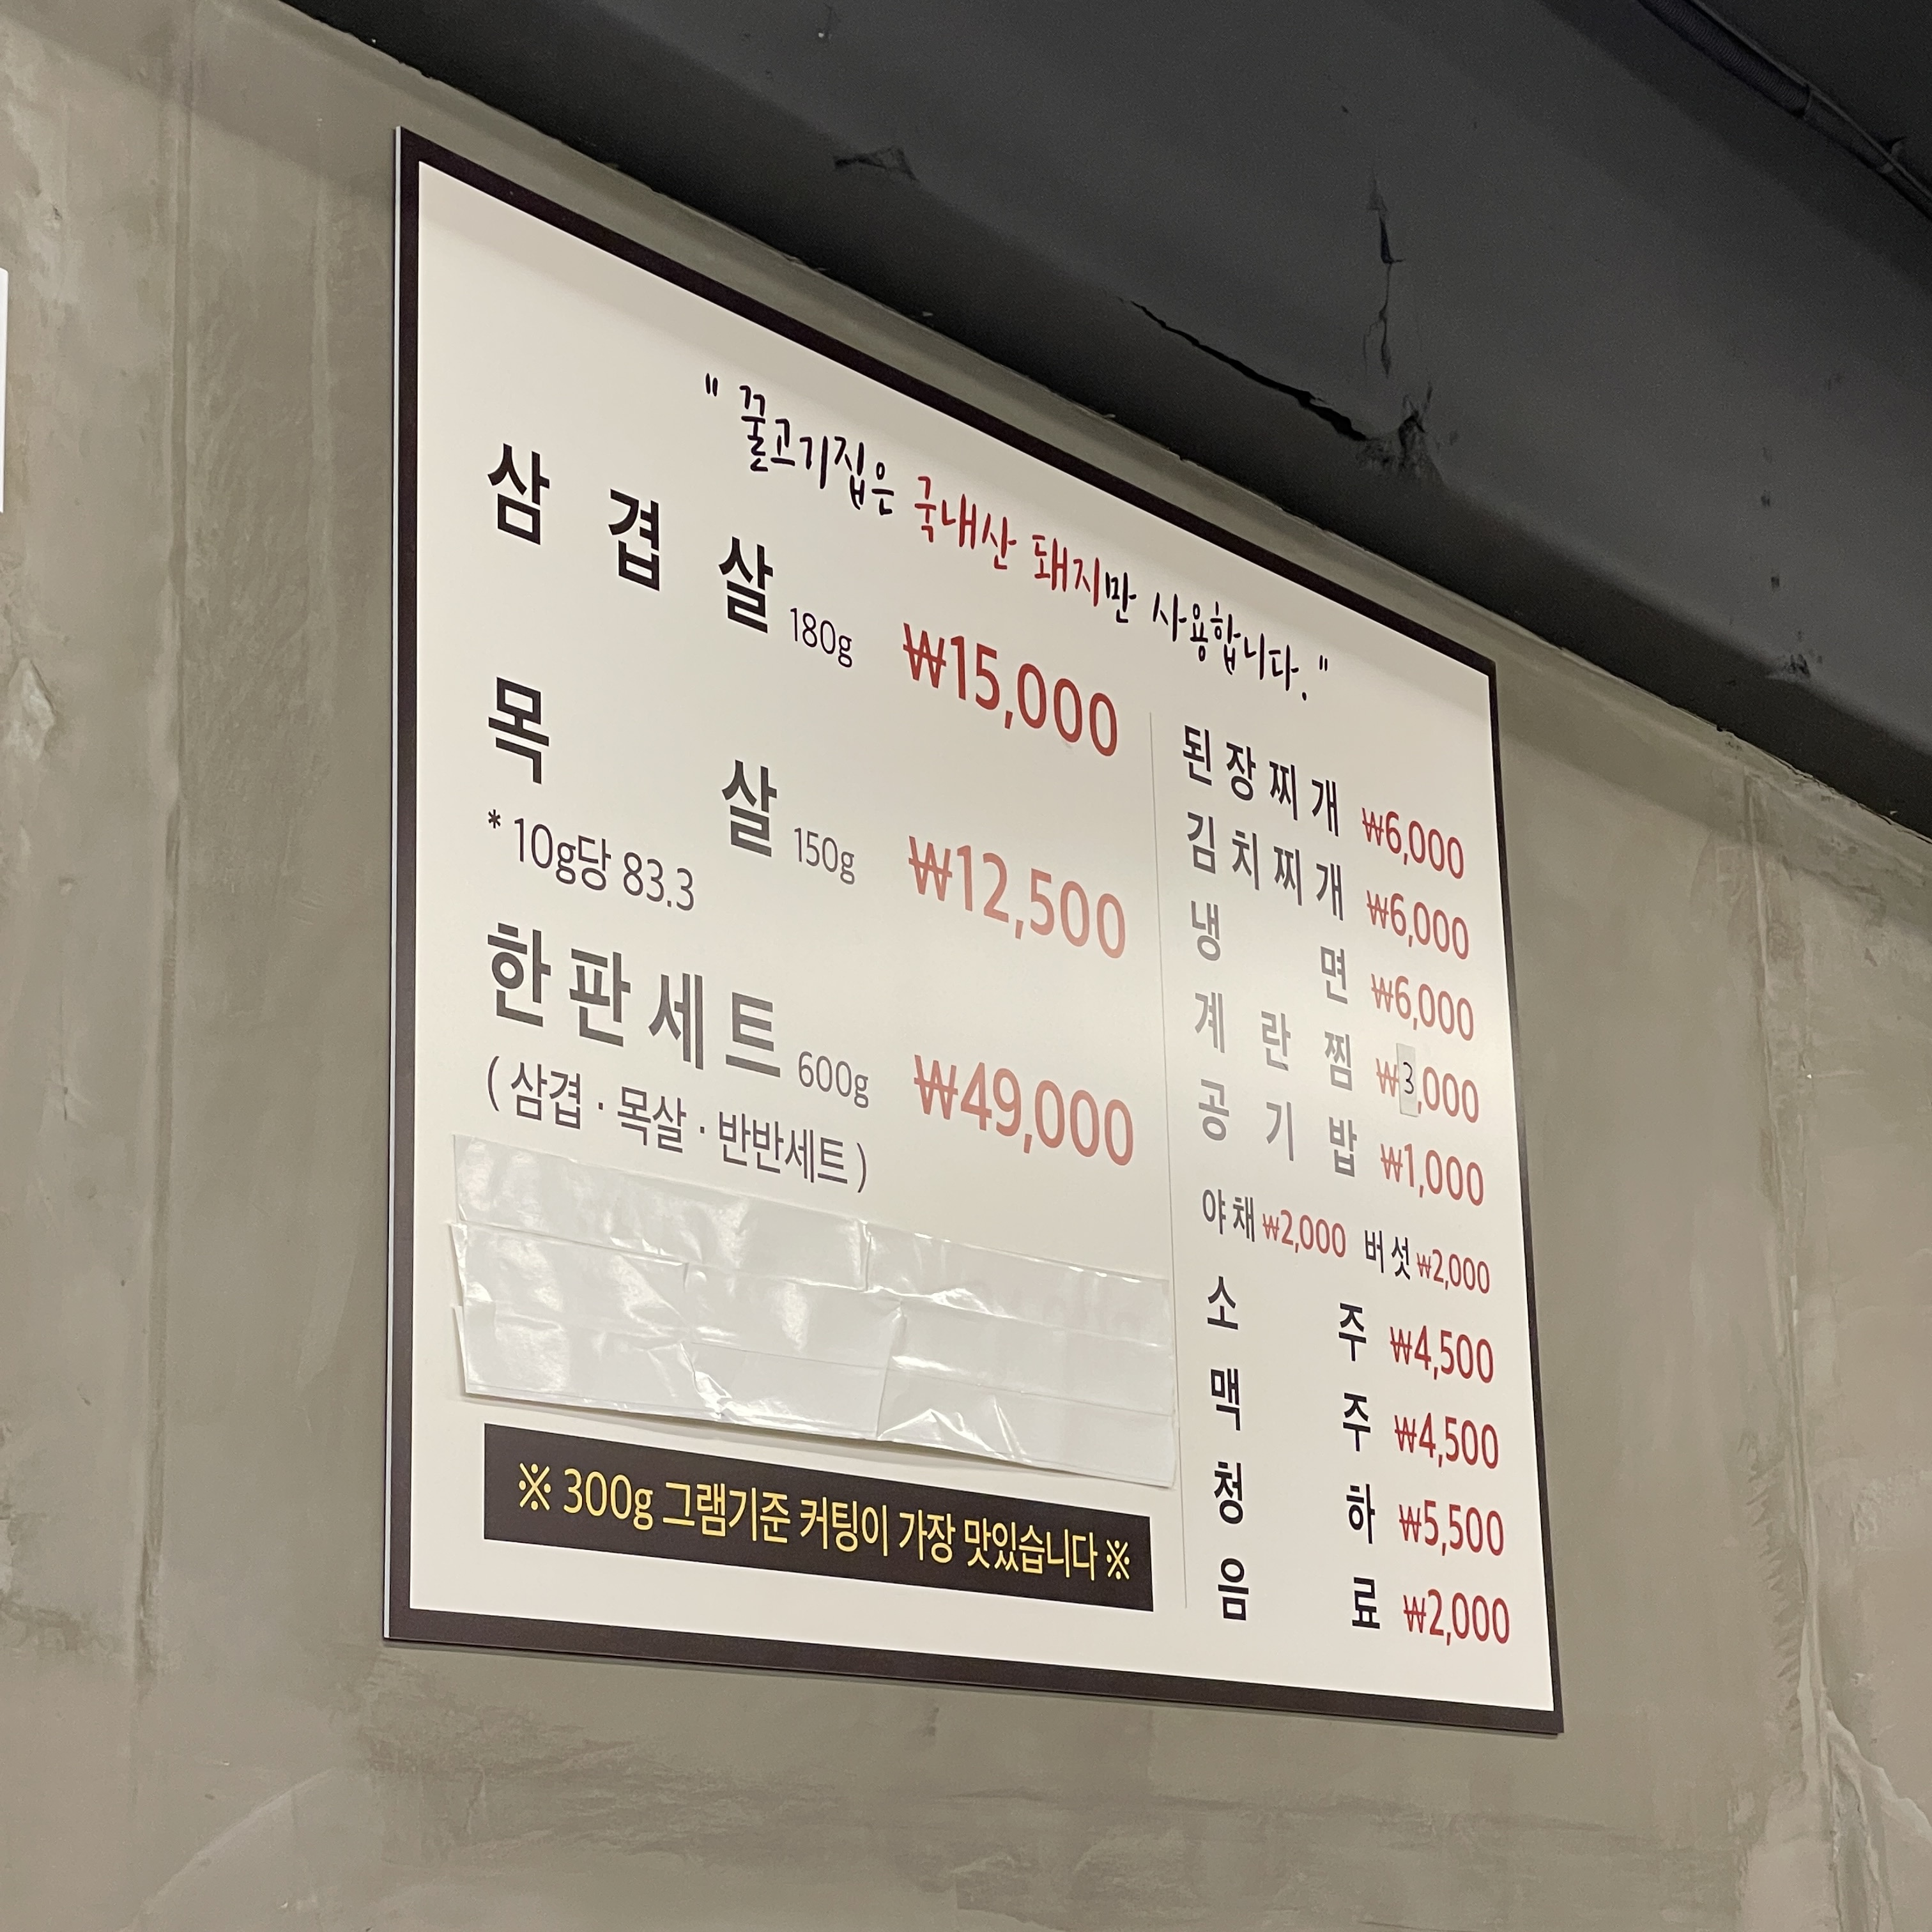 " 꿀고기집은 국내산 돼지만 사용합니다. "
삼겹살 180g ₩15,000
목살 150g ₩12,500
* 10g당 83.3
한판세트 600g ₩49,000
( 삼겹 · 목살 · 반반세트 )
※ 300g 그램기준 커팅이 가장 맛있습니다 ※
된장찌개 ₩6,000
김치찌개 ₩6,000
냉면 ₩6,000
계란찜 ₩3,000
공기밥 ₩1,000
야채 ₩2,000 버섯 ₩2,000
소주 ₩4,500
맥주 ₩4,500
청하 ₩5,500
음료 ₩2,000